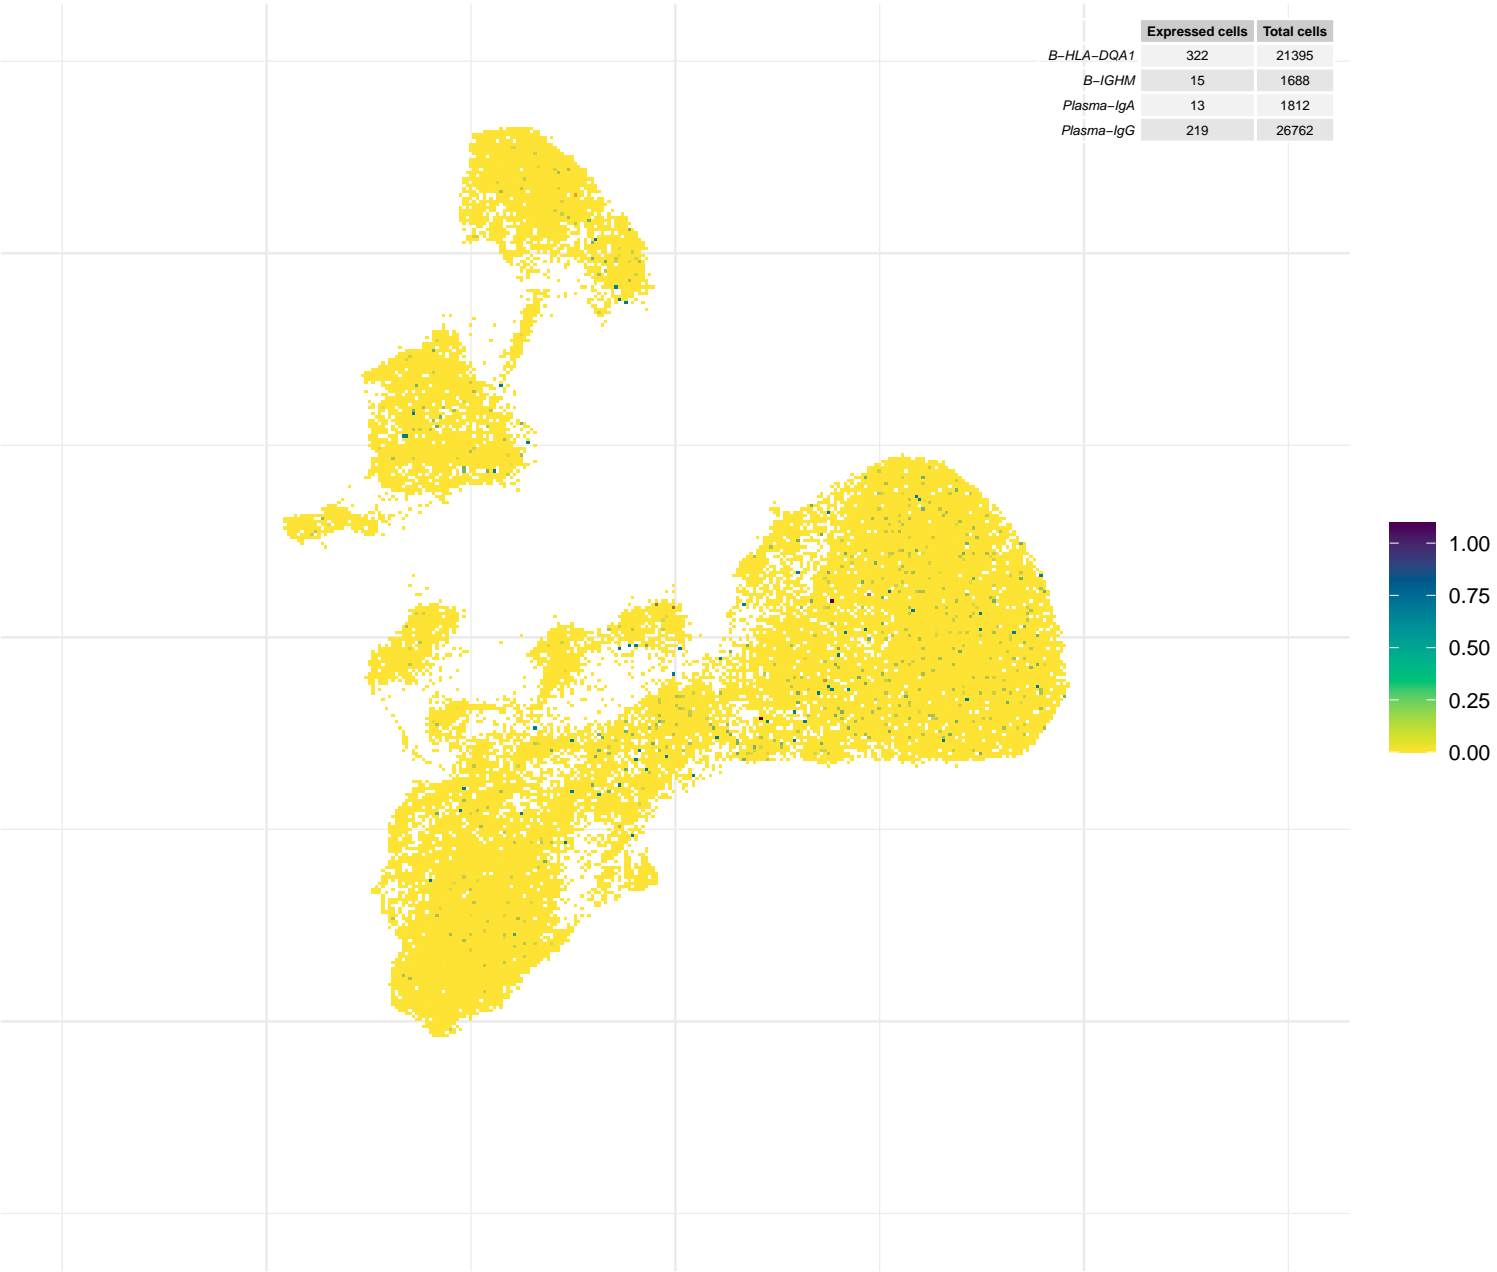 Expressed cells Total cells
B−HLA−DQA1 322 21395
B−IGHM 15 1688
Plasma−IgA 13 1812
Plasma−IgG 219 26762
1.00
0.75
0.50
0.25
0.00